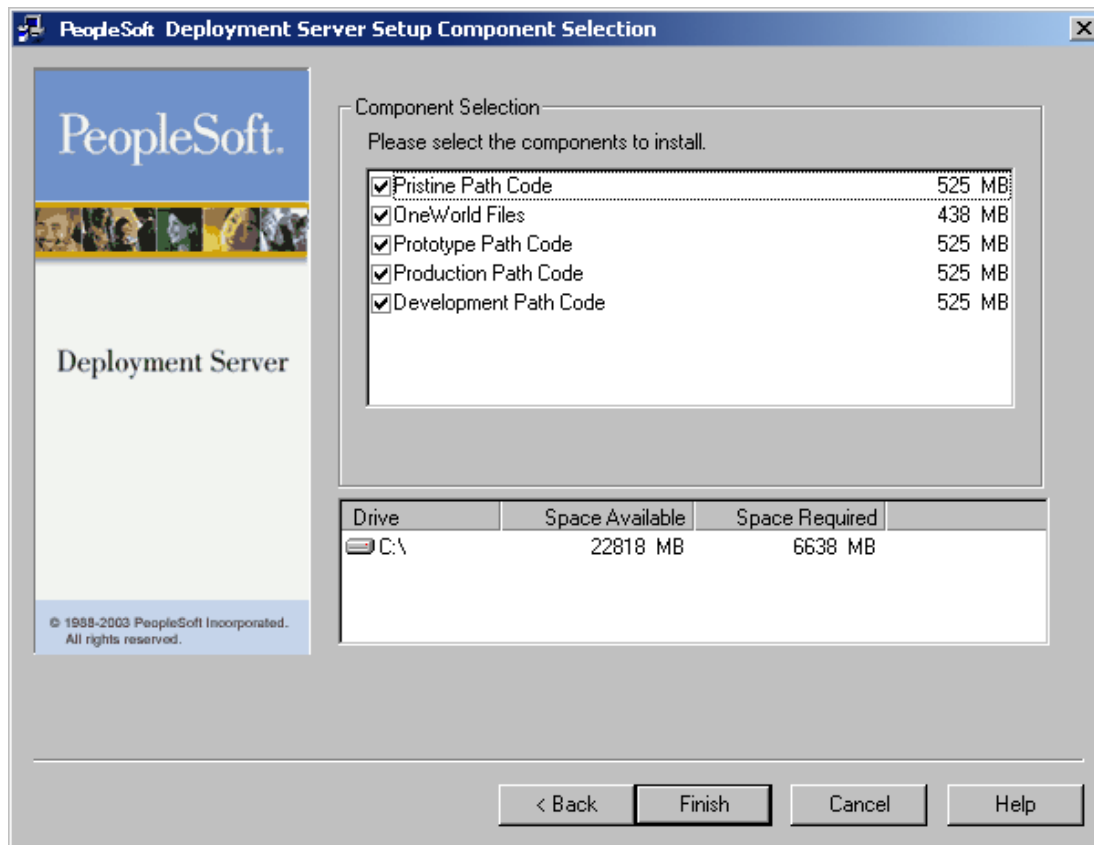 PeopleSoft Deployment Server Setup Component Selection
PeopleSoft.
Deployment Server
© 1988-2003 PeopleSoft Incorporated.
All rights reserved.
Component Selection
Please select the components to install.
Pristine Path Code 525 MB
OneWorld Files 438 MB
Prototype Path Code 525 MB
Production Path Code 525 MB
Development Path Code 525 MB
Drive Space Available Space Required
C:\ 22818 MB 6638 MB
< Back Finish Cancel Help